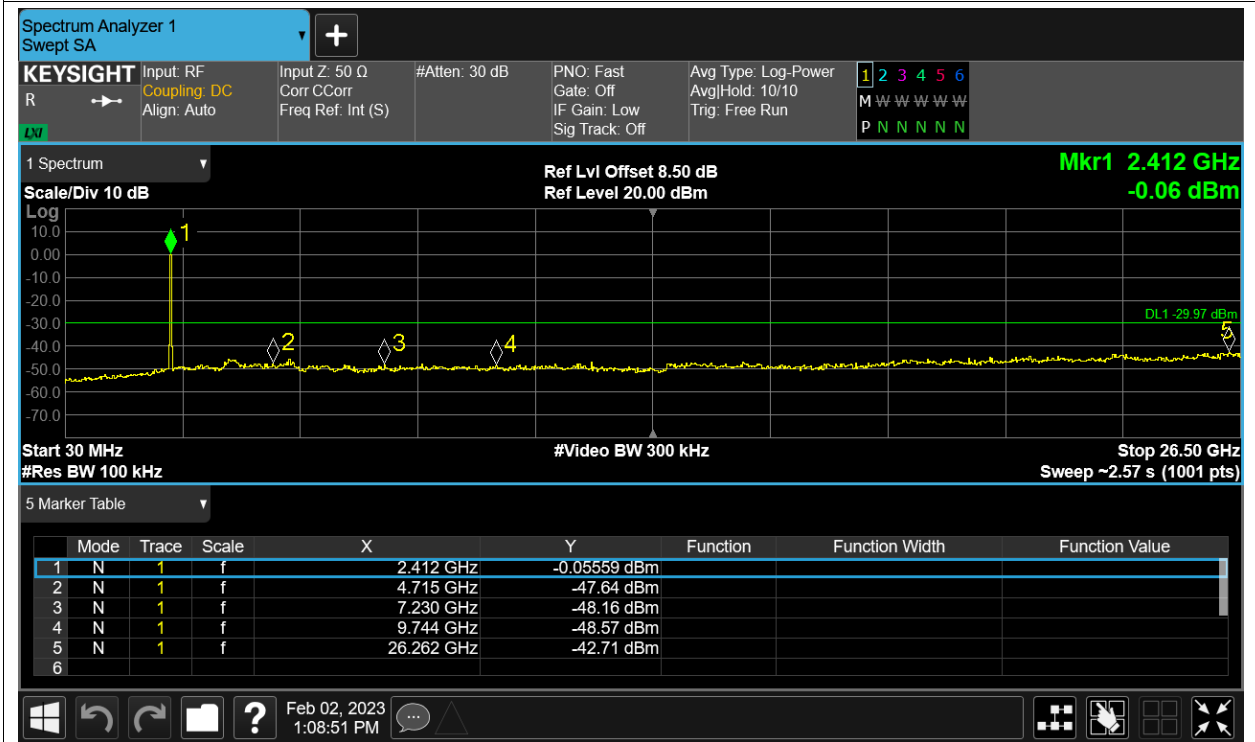 Spectrum Analyzer 1
Swept SA
KEYSIGHT
R
LXI
Input: RF
Coupling: DC
Align: Auto
Input Z: 50 Ω
Corr CCorr
Freq Ref: Int (S)
#Atten: 30 dB
PNO: Fast
Gate: Off
IF Gain: Low
Sig Track: Off
Avg Type: Log-Power
Avg|Hold: 10/10
Trig: Free Run
1 2 3 4 5 6
M W W W W W
P N N N N N
1 Spectrum
Scale/Div 10 dB
Ref Lvl Offset 8.50 dB
Ref Level 20.00 dBm
Mkr1 2.412 GHz
-0.06 dBm
Log
10.0
0.00
-10.0
-20.0
-30.0
-40.0
-50.0
-60.0
-70.0
1
2
3
4
5
DL1 -29.97 dBm
Start 30 MHz
#Res BW 100 kHz
#Video BW 300 kHz
Stop 26.50 GHz
Sweep ~2.57 s (1001 pts)
5 Marker Table
Mode Trace Scale X Y Function Function Width Function Value
1 N 1 f 2.412 GHz -0.05559 dBm
2 N 1 f 4.715 GHz -47.64 dBm
3 N 1 f 7.230 GHz -48.16 dBm
4 N 1 f 9.744 GHz -48.57 dBm
5 N 1 f 26.262 GHz -42.71 dBm
6
?
Feb 02, 2023
1:08:51 PM